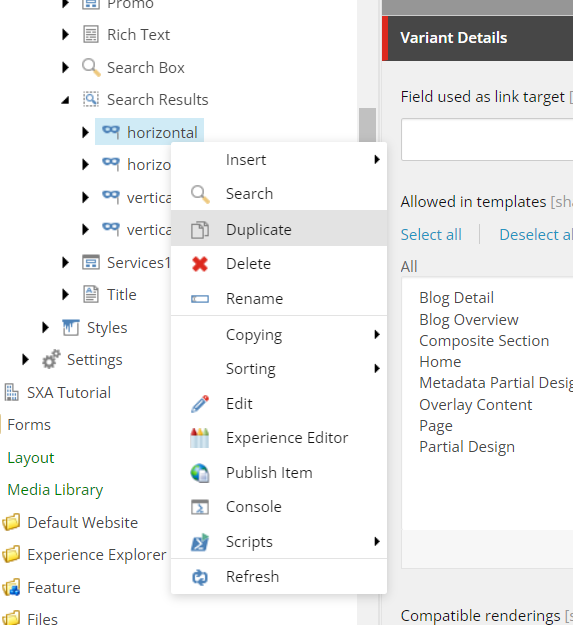 Promo
Rich Text
Search Box
Search Results
horizontal
horizo
vertica
vertica
Services1
Title
Styles
Settings
SXA Tutorial
Forms
Layout
Media Library
Default Website
Experience Explorer
Feature
Files
Insert
Search
Duplicate
Delete
Rename
Copying
Sorting
Edit
Experience Editor
Publish Item
Console
Scripts
Refresh
Variant Details
Field used as link target [
Allowed in templates [sha
Select all
Deselect al
All
Blog Detail
Blog Overview
Composite Section
Home
Metadata Partial Desig
Overlay Content
Page
Partial Design
Compatible renderings [s